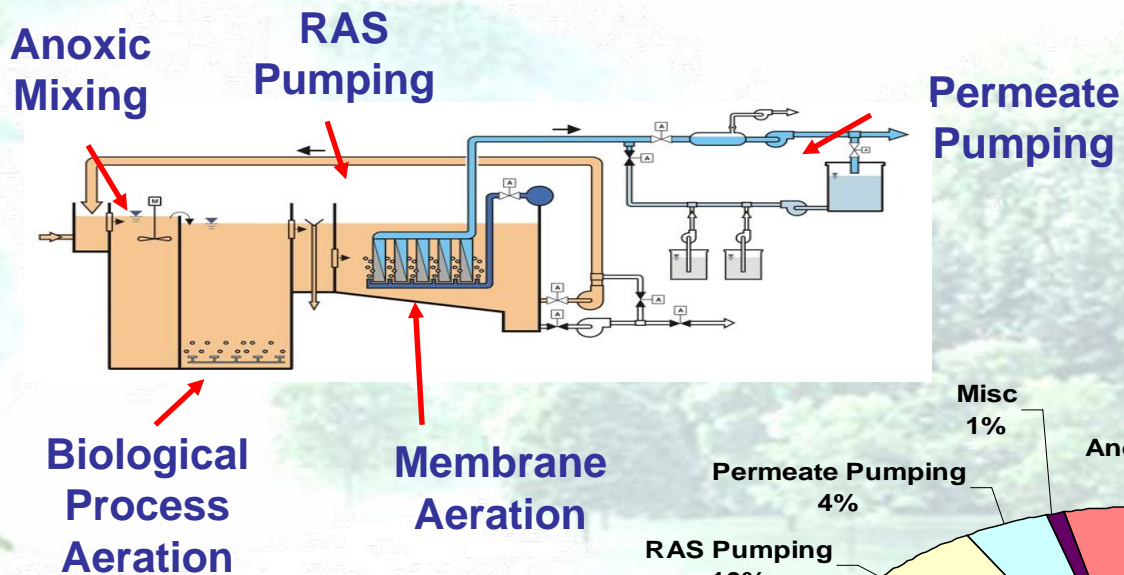 Anoxic
Mixing
RAS
Pumping
Permeate
Pumping
A
A
A
A
M
A
A
A
A
Biological
Process
Aeration
Membrane
Aeration
Misc
1%
Permeate Pumping
4%
RAS Pumping